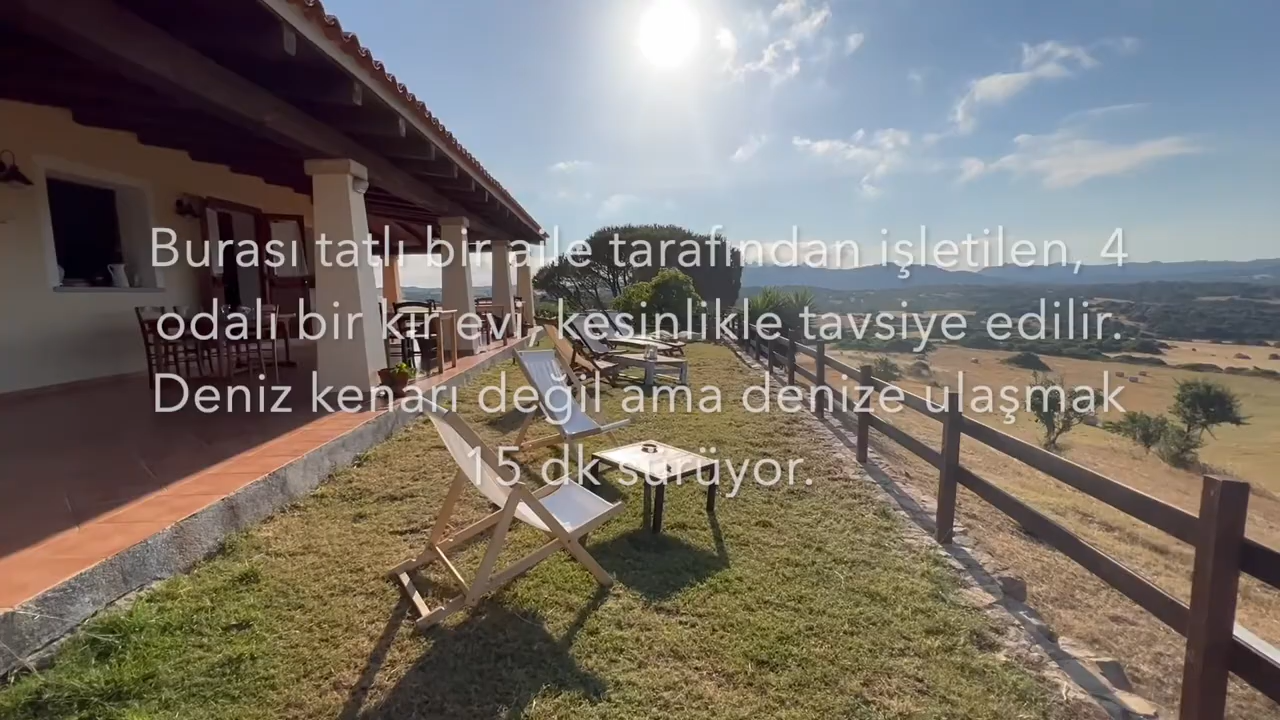 Burası tatlı bir aile tarafından işletilen, 4
odalı bir kır evi, kesinlikle tavsiye edilir.
Deniz kenarı değil ama denize ulaşmak
15 dk sürüyor.